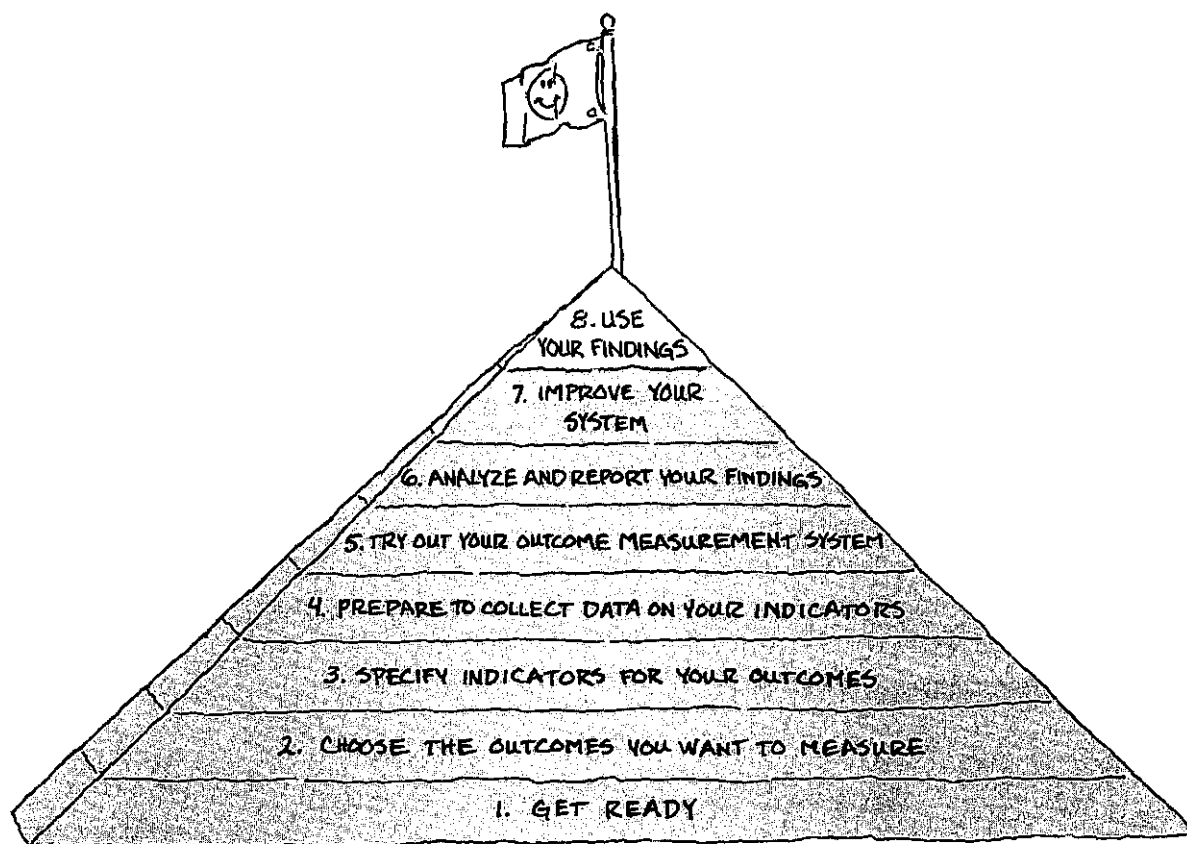 8. USE
YOUR FINDINGS
7. IMPROVE YOUR
SYSTEM
6. ANALYZE AND REPORT YOUR FINDINGS
5. TRY OUT YOUR OUTCOME MEASUREMENT SYSTEM
4. PREPARE TO COLLECT DATA ON YOUR INDICATORS
3. SPECIFY INDICATORS FOR YOUR OUTCOMES
2. CHOOSE THE OUTCOMES YOU WANT TO MEASURE
1. GET READY